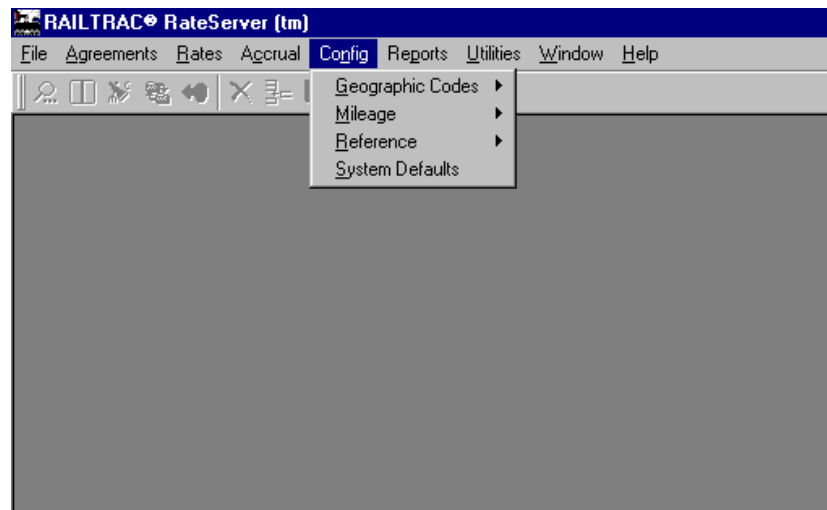 RAILTRAC® RateServer (tm)
File Agreements Rates Accrual Config Reports Utilities Window Help
Geographic Codes
Mileage
Reference
System Defaults